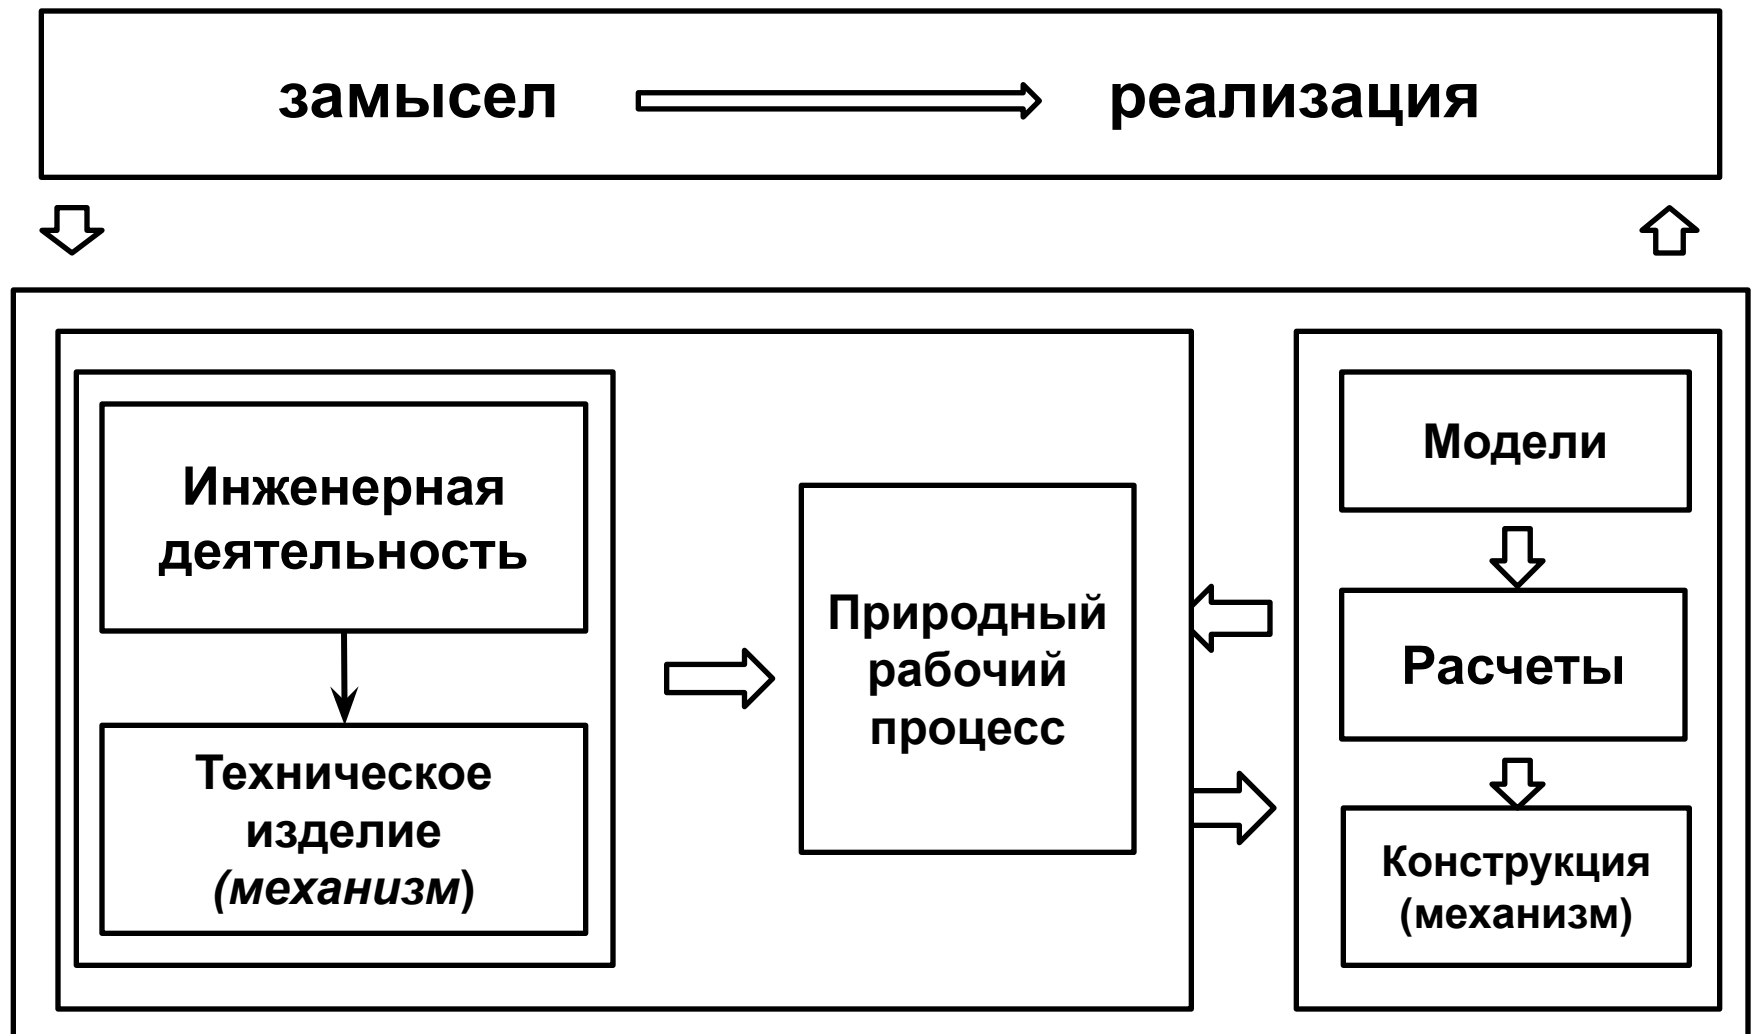 замысел реализация
Инженерная
деятельность
Техническое
изделие
(механизм)
Природный
рабочий
процесс
Модели
Расчеты
Конструкция
(механизм)